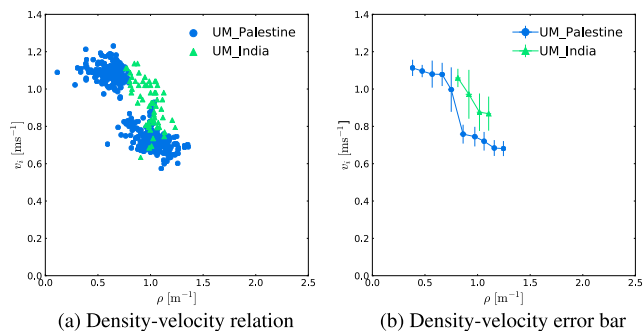 1.4
1.2
1.0
0.8
0.6
0.4
0.2
0.0
v_i [ms⁻¹]
UM_Palestine
UM_India
0.0 0.5 1.0 1.5 2.0 2.5
ρ [m⁻¹]
(a) Density-velocity relation
1.4
1.2
1.0
0.8
0.6
0.4
0.2
0.0
v_i [ms⁻¹]
UM_Palestine
UM_India
0.0 0.5 1.0 1.5 2.0 2.5
ρ [m⁻¹]
(b) Density-velocity error bar